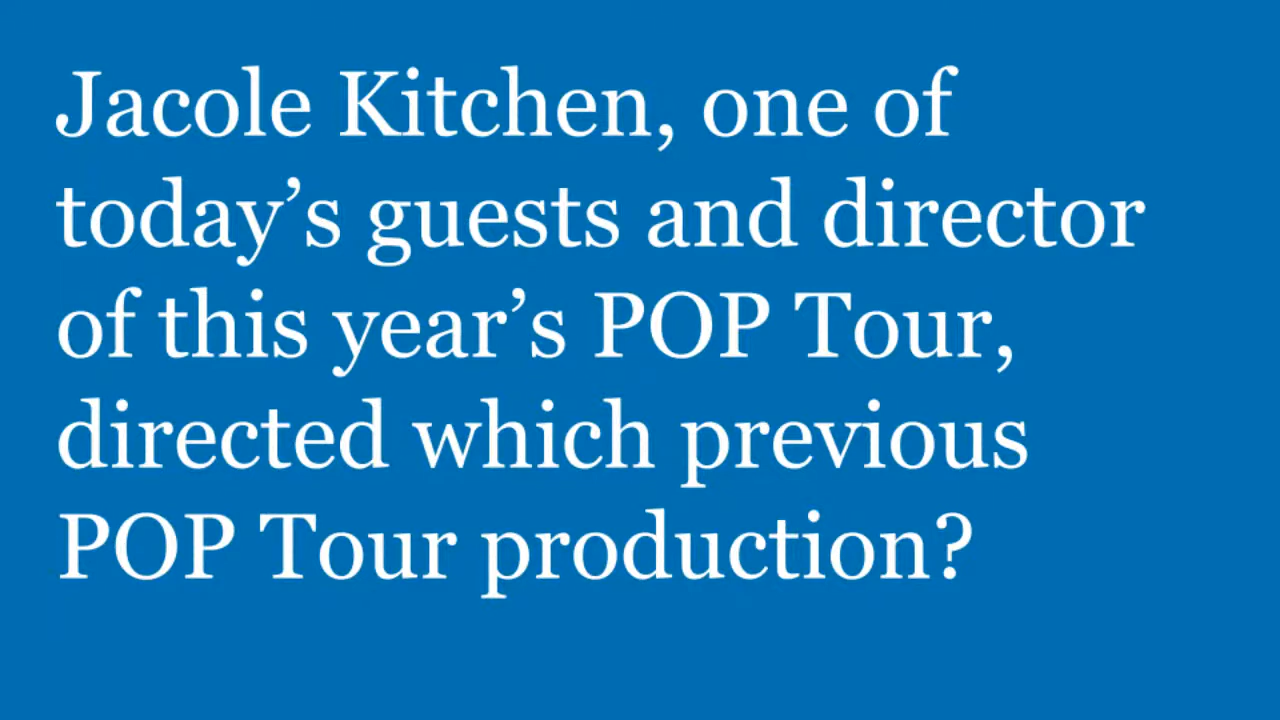 Jacole Kitchen, one of
today’s guests and director
of this year’s POP Tour,
directed which previous
POP Tour production?